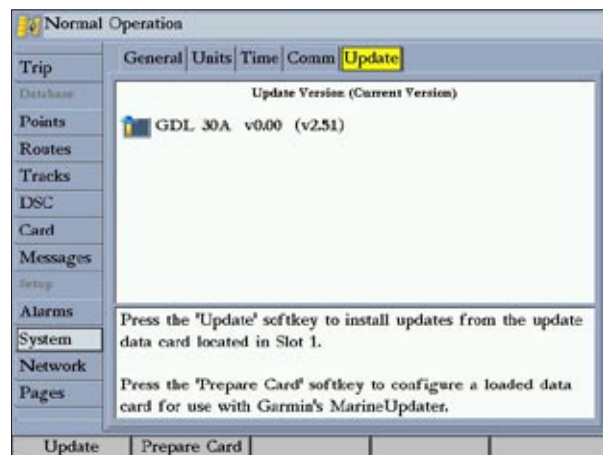 Normal Operation
General Units Time Comm Update
Trip
Database
Points
Routes
Tracks
DSC
Card
Messages
Setup
Alarms
System
Network
Pages
Update Version (Current Version)
GDL 30A v0.00 (v2.51)
Press the "Update" softkey to install updates from the update
data card located in Slot 1.
Press the "Prepare Card" softkey to configure a loaded data
card for use with Garmin's MarineUpdater.
Update Prepare Card